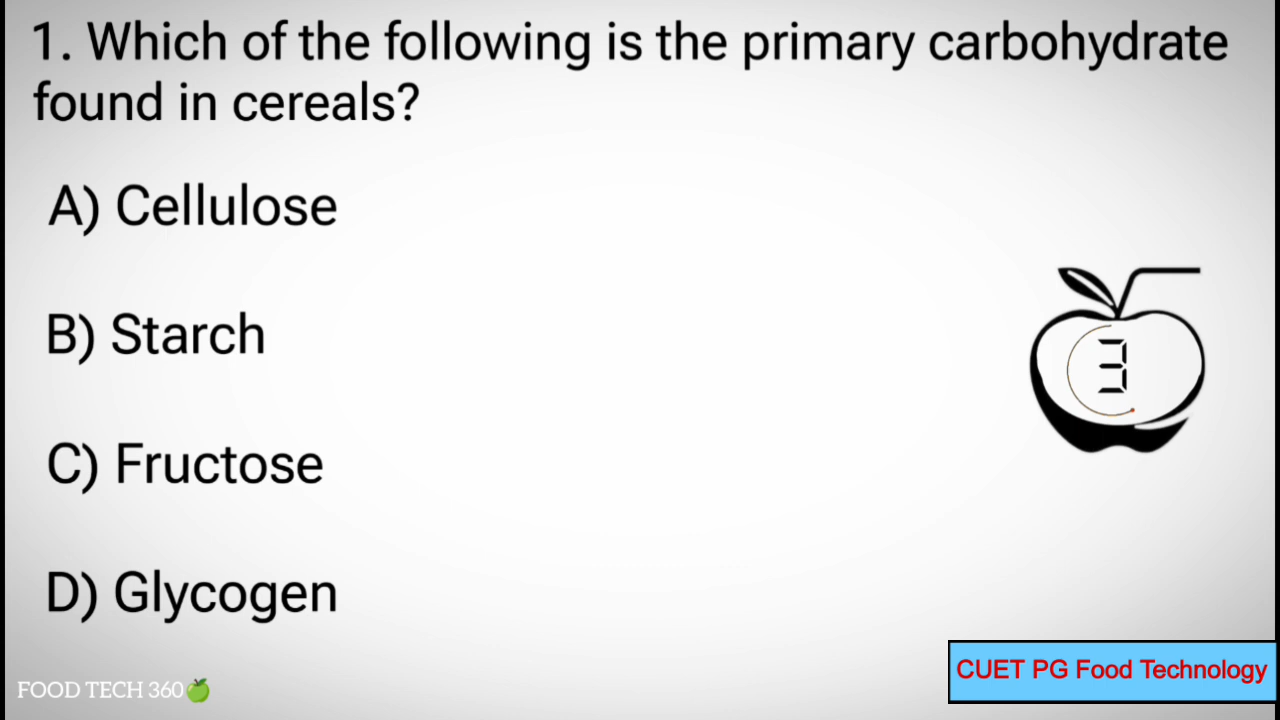 1. Which of the following is the primary carbohydrate
found in cereals?
A) Cellulose
B) Starch
3
C) Fructose
D) Glycogen
CUET PG Food Technology
FOOD TECH 360